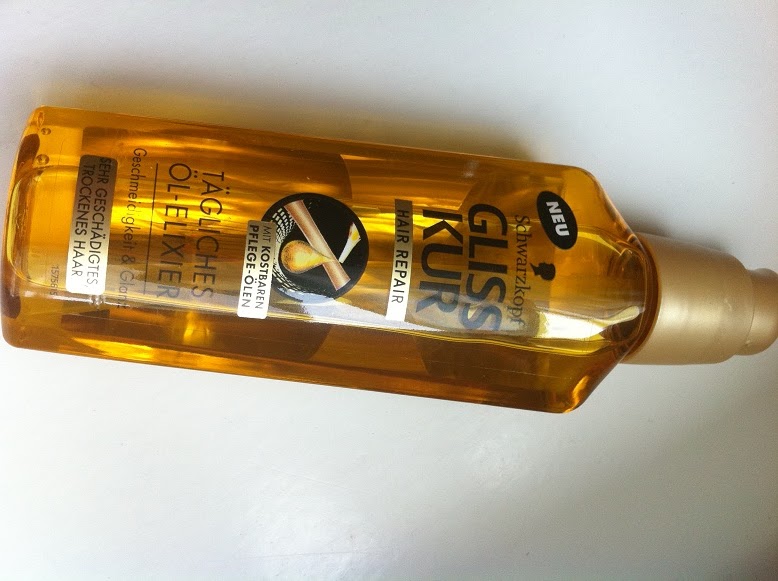 NEU
Schwarzkopf
GLISS
KUR
HAIR REPAIR
MIT KOSTBAREN
PFLEGE-ÖLEN
TÄGLICHES
ÖL-ELIXIER
Geschmeidigkeit & Glanz
SEHR GESCHÄDIGTES,
TROCKENES HAAR